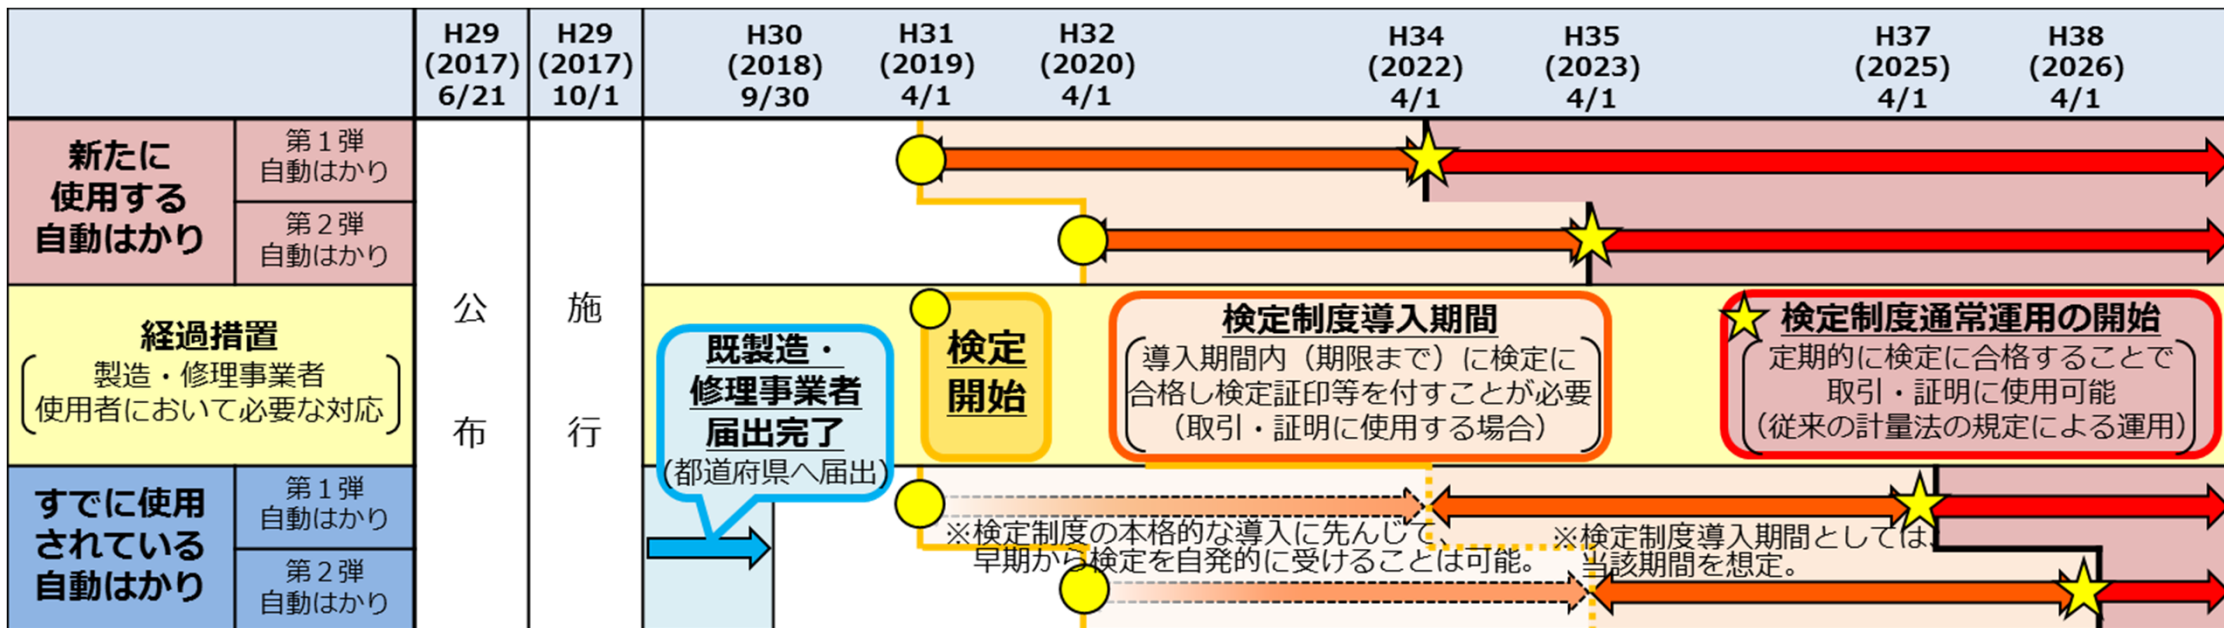 H29
(2017)
6/21
H29
(2017)
10/1
H30
(2018)
9/30
H31
(2019)
4/1
H32
(2020)
4/1
H34
(2022)
4/1
H35
(2023)
4/1
H37
(2025)
4/1
H38
(2026)
4/1
新たに
使用する
自動はかり
第１弾
自動はかり
第２弾
自動はかり
経過措置
製造・修理事業者
使用者において必要な対応
公
布
施
行
既製造・
修理事業者
届出完了
(都道府県へ届出)
検定
開始
検定制度導入期間
導入期間内（期限まで）に検定に
合格し検定証印等を付すことが必要
（取引・証明に使用する場合）
検定制度通常運用の開始
定期的に検定に合格することで
取引・証明に使用可能
(従来の計量法の規定による運用)
すでに使用
されている
自動はかり
第１弾
自動はかり
第２弾
自動はかり
※検定制度の本格的な導入に先んじて、
早期から検定を自発的に受けることは可能。
※検定制度導入期間としては、
当該期間を想定。